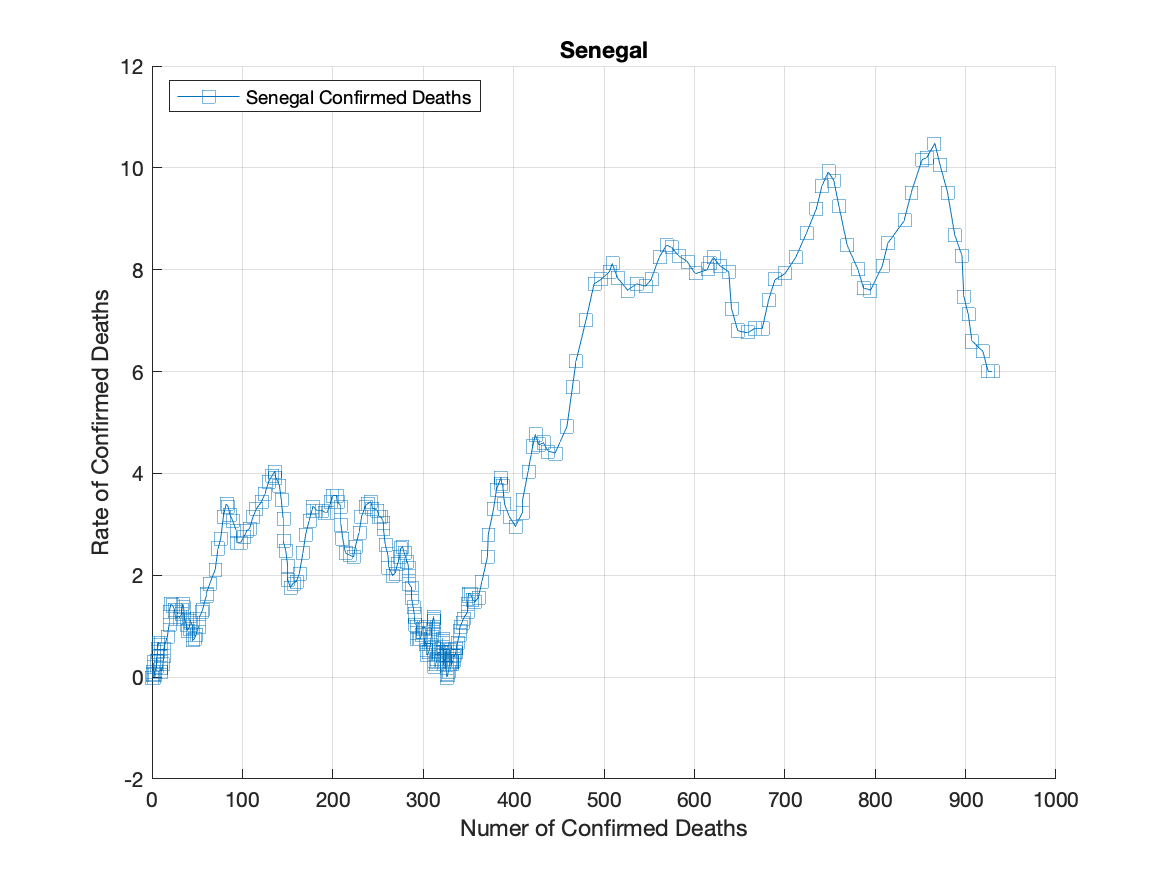 Senegal
12
Senegal Confirmed Deaths
10
8
6
4
2
0
-2
Rate of Confirmed Deaths
0 100 200 300 400 500 600 700 800 900 1000
Numer of Confirmed Deaths